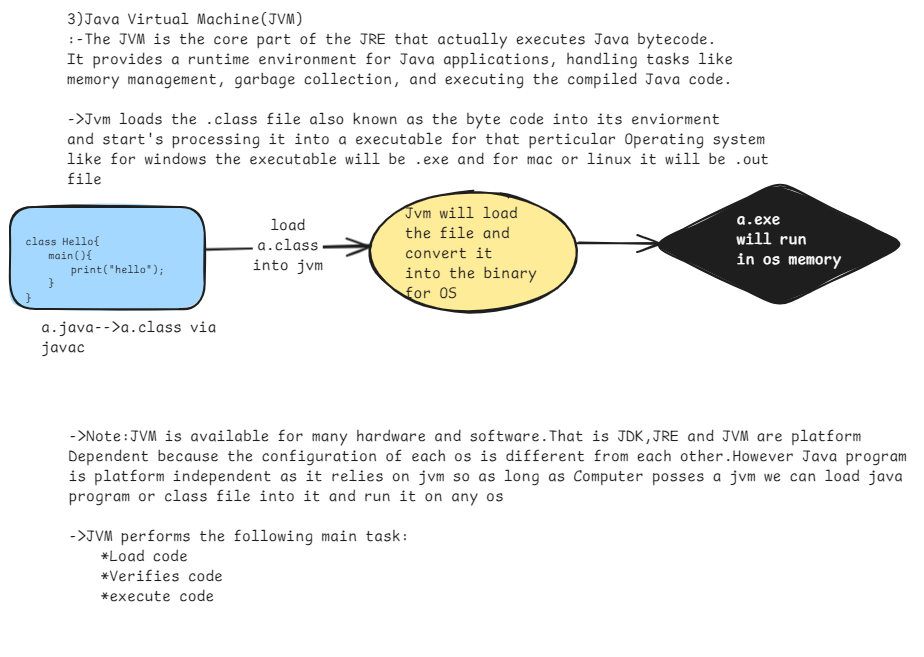 3)Java Virtual Machine(JVM)
:-The JVM is the core part of the JRE that actually executes Java bytecode.
It provides a runtime environment for Java applications, handling tasks like
memory management, garbage collection, and executing the compiled Java code.
->Jvm loads the .class file also known as the byte code into its enviorment
and start's processing it into a executable for that perticular Operating system
like for windows the executable will be .exe and for mac or linux it will be .out
file
class Hello{
main(){
print("hello");
}
}
a.java-->a.class via
javac
load
a.class
into jvm
Jvm will load
the file and
convert it
into the binary
for OS
a.exe
will run
in os memory
->Note:JVM is available for many hardware and software.That is JDK,JRE and JVM are platform
Dependent because the configuration of each os is different from each other.However Java program
is platform independent as it relies on jvm so as long as Computer posses a jvm we can load java
program or class file into it and run it on any os
->JVM performs the following main task:
*Load code
*Verifies code
*execute code